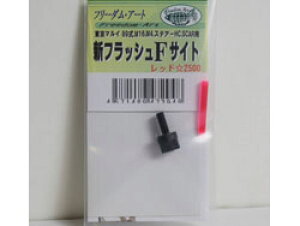 フリーダム・アート
Freedom Art
東京マルイ 89式,M16,M4,ステアーHC,SCAR用
新フラッシュFサイト
レッド☆2500